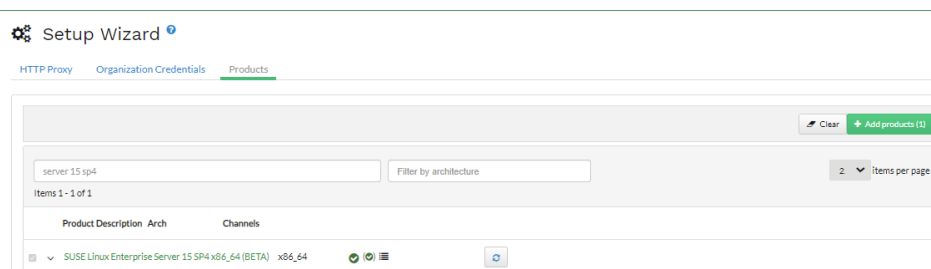 Setup Wizard ?
HTTP Proxy Organization Credentials Products
Clear + Add products (1)
server 15 sp4 Filter by architecture 2 items per page
Items 1 - 1 of 1
Product Description Arch Channels
SUSE Linux Enterprise Server 15 SP4 x86_64 (BETA) x86_64